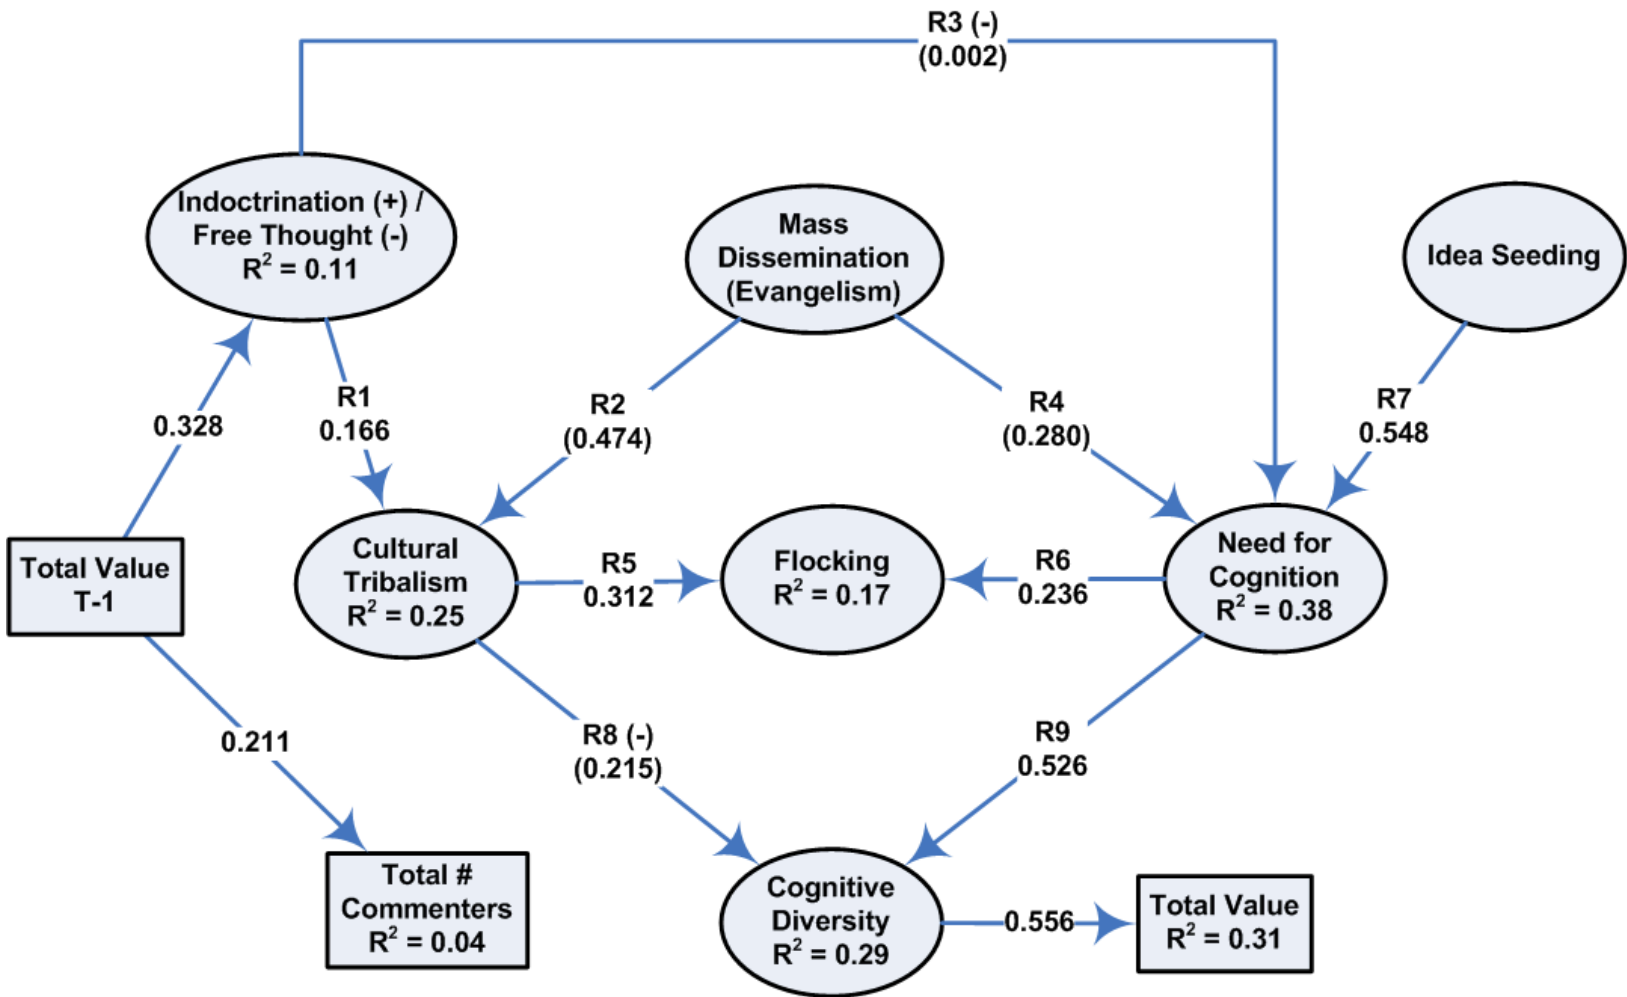 R3 (-)
(0.002)
Indoctrination (+) /
Free Thought (-)
R² = 0.11
Mass
Dissemination
(Evangelism)
Idea Seeding
0.328
R1
0.166
R2
(0.474)
R4
(0.280)
R7
0.548
Total Value
T-1
Cultural
Tribalism
R² = 0.25
R5
0.312
Flocking
R² = 0.17
R6
0.236
Need for
Cognition
R² = 0.38
0.211
R8 (-)
(0.215)
R9
0.526
Total #
Commenters
R² = 0.04
Cognitive
Diversity
R² = 0.29
0.556
Total Value
R² = 0.31